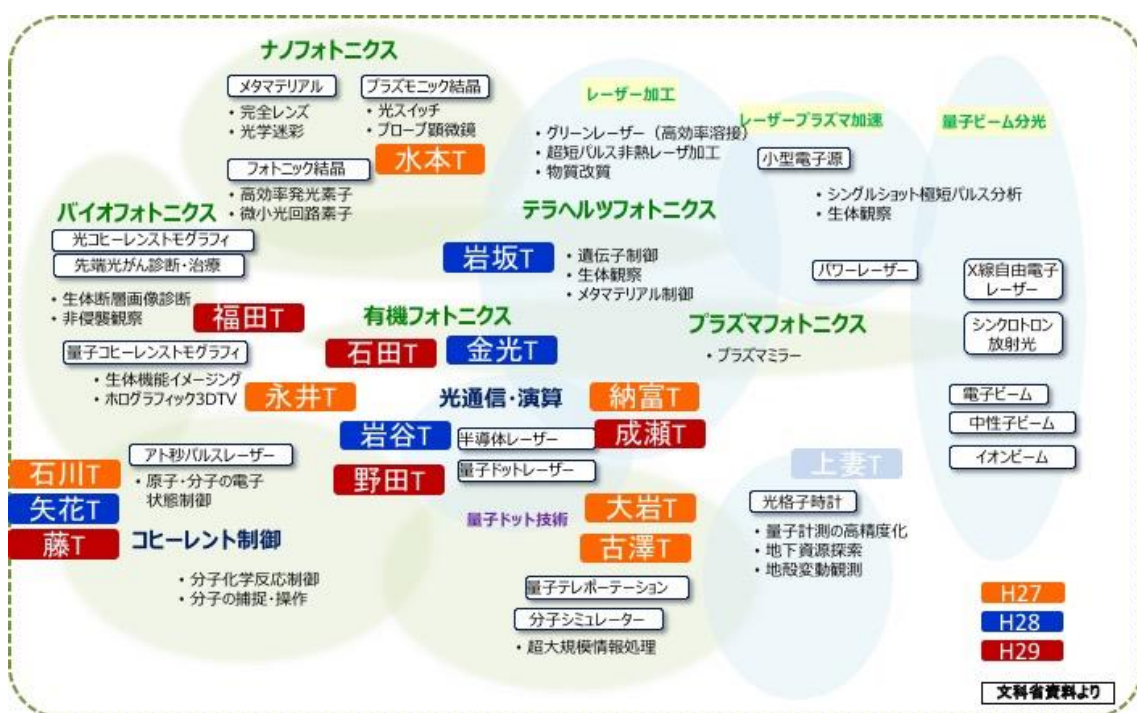 ナノフォトニクス
メタマテリアル
・完全レンズ
・光学迷彩
プラズモニック結晶
・光スイッチ
・プローブ顕微鏡
水本T
フォトニック結晶
・高効率発光素子
・微小光回路素子
レーザー加工
・グリーンレーザー（高効率溶接）
・超短パルス非熱レーザ加工
・物質改質
レーザープラズマ加速
小型電子源
・シングルショット極短パルス分析
・生体観察
パワーレーザー
量子ビーム分光
X線自由電子
レーザー
シンクロトロン
放射光
電子ビーム
中性子ビーム
イオンビーム
バイオフォトニクス
光コヒーレンストモグラフィ
先端光がん診断・治療
・生体断層画像診断
・非侵襲観察
福田T
量子コヒーレンストモグラフィ
・生体機能イメージング
・ホログラフィック3DTV
永井T
テラヘルツフォトニクス
岩坂T
・遺伝子制御
・生体観察
・メタマテリアル制御
有機フォトニクス
石田T
金光T
プラズマフォトニクス
・プラズマミラー
光通信・演算
納富T
成瀬T
岩谷T
半導体レーザー
野田T
量子ドットレーザー
量子ドット技術
大岩T
古澤T
量子テレポーテーション
分子シミュレーター
・超大規模情報処理
上妻T
光格子時計
・量子計測の高精度化
・地下資源探索
・地殻変動観測
アト秒パルスレーザー
・原子・分子の電子
状態制御
石川T
矢花T
藤T
コヒーレント制御
・分子化学反応制御
・分子の捕捉・操作
H27
H28
H29
文科省資料より